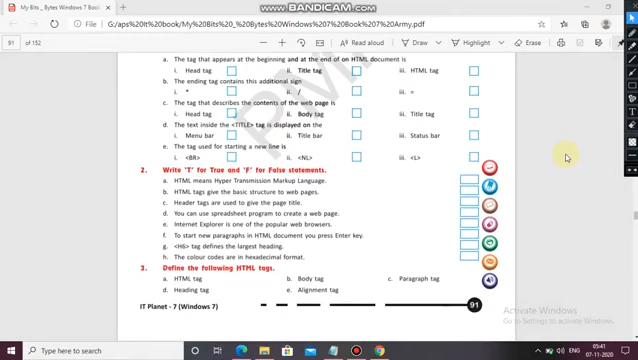 My Bits _ Bytes Windows 7 Book
G:/aps It book/My%20Bits%20_%20Bytes%20Windows%207%20Book%207%20Army.pdf
www.BANDICAM.com
91 of 152
Read aloud Draw Highlight Erase
a. The tag that appears at the beginning and at the end of on HTML document is
i. Head tag ii. Title tag iii. HTML tag
b. The ending tag contains this additional sign
i. * ii. / iii. =
c. The tag that describes the contents of the web page is
i. Head tag ii. Body tag iii. Title tag
d. The text inside the <TITLE> tag is displayed on the
i. Menu bar ii. Title bar iii. Status bar
e. The tag used for starting a new line is
i. <BR> ii. <NL> iii. <L>
2. Write 'T' for True and 'F' for False statements.
a. HTML means Hyper Transmission Markup Language.
b. HTML tags give the basic structure to web pages.
c. Header tags are used to give the page title.
d. You can use spreadsheet program to create a web page.
e. Internet Explorer is one of the popular web browsers.
f. To start new paragraphs in HTML document you press Enter key.
g. <H6> tag defines the largest heading.
h. The colour codes are in hexadecimal format.
3. Define the following HTML tags.
a. HTML tag b. Body tag c. Paragraph tag
d. Heading tag e. Alignment tag
IT Planet - 7 (Windows 7) 91
Activate Windows
Go to Settings to activate Windows.
Type here to search
ENG
05:41
07-11-2020